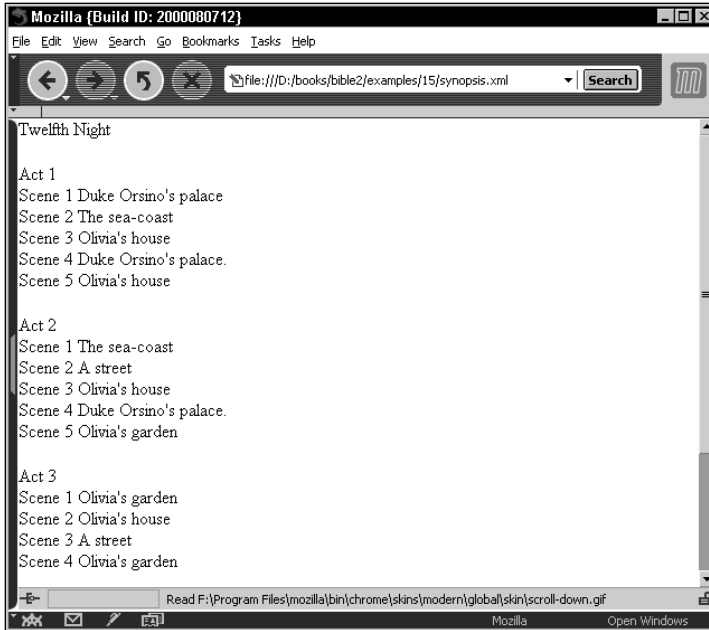 Mozilla {Build ID: 2000080712}
File Edit View Search Go Bookmarks Tasks Help
file:///D:/books/bible2/examples/15/synopsis.xml Search
Twelfth Night
Act 1
Scene 1 Duke Orsino's palace
Scene 2 The sea-coast
Scene 3 Olivia's house
Scene 4 Duke Orsino's palace.
Scene 5 Olivia's house
Act 2
Scene 1 The sea-coast
Scene 2 A street
Scene 3 Olivia's house
Scene 4 Duke Orsino's palace.
Scene 5 Olivia's garden
Act 3
Scene 1 Olivia's garden
Scene 2 Olivia's house
Scene 3 A street
Scene 4 Olivia's garden
Read F:\Program Files\mozilla\bin\chrome\skins\modern\global\skin\scroll-down.gif
Mozilla Open Windows